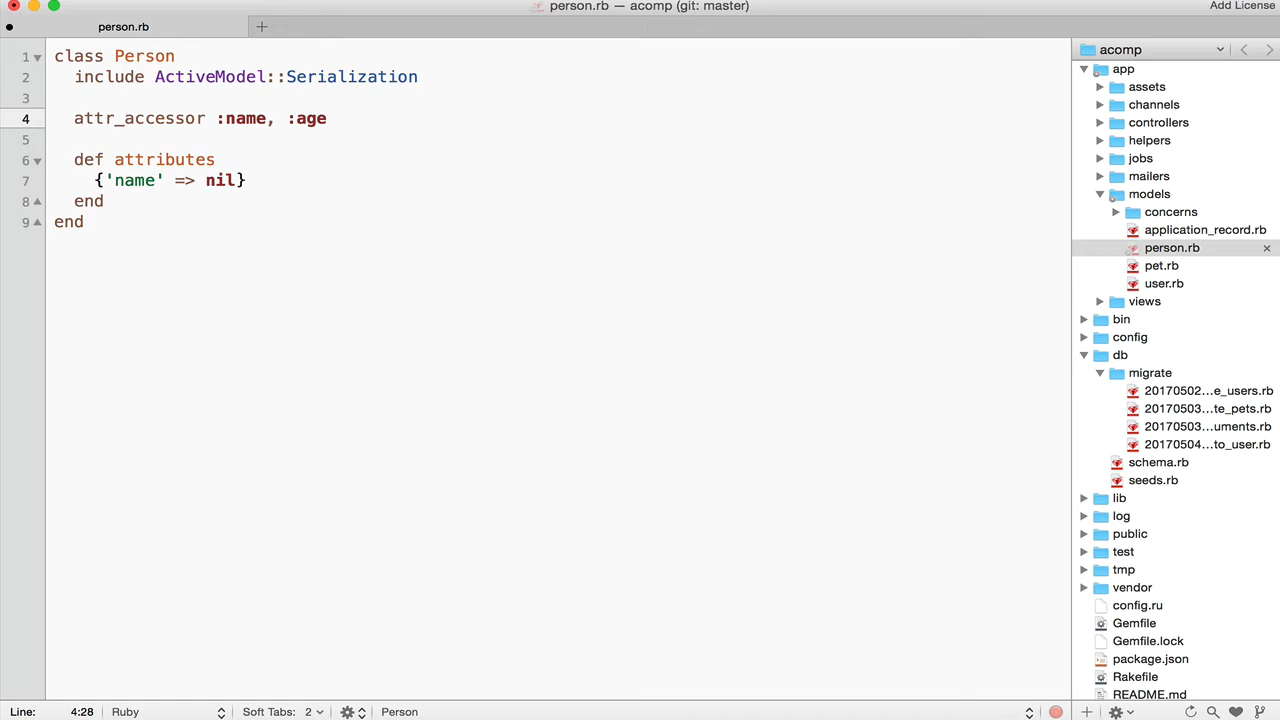 person.rb — acomp (git: master)
Add License
person.rb
1 class Person
2 include ActiveModel::Serialization
3
4 attr_accessor :name, :age
5
6 def attributes
7 {'name' => nil}
8 end
9 end
acomp
app
assets
channels
controllers
helpers
jobs
mailers
models
concerns
application_record.rb
person.rb
pet.rb
user.rb
views
bin
config
db
migrate
20170502...e_users.rb
20170503...te_pets.rb
20170503...uments.rb
20170504...to_user.rb
schema.rb
seeds.rb
lib
log
public
test
tmp
vendor
config.ru
Gemfile
Gemfile.lock
package.json
Rakefile
README.md
Line: 4:28 Ruby Soft Tabs: 2 Person